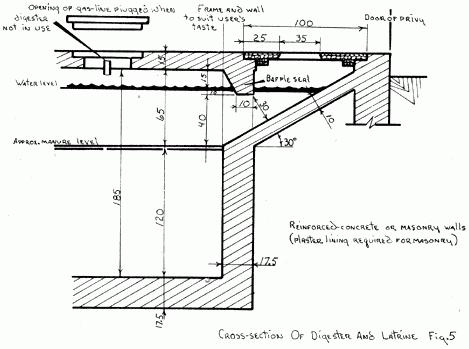 Opening of gas-line plugged when
digester
not in use
Frame and wall
to suit user's
taste
Door of privy
100
25
35
15
15
Water level
Baffle seal
10
30
65
40
10
30°
Approx. manure level
185
120
Reinforced-concrete or masonry walls
(plaster lining required for masonry)
17.5
17.5
Cross-section Of Digester And Latrine Fig.5